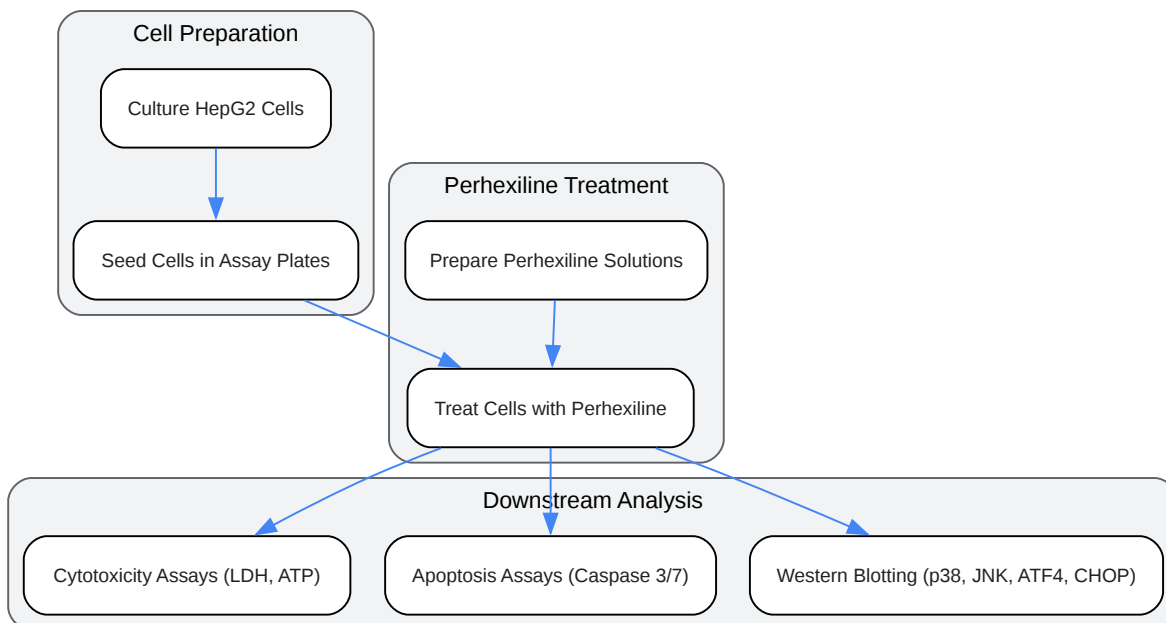 Cell Preparation
Culture HepG2 Cells
Seed Cells in Assay Plates
Perhexiline Treatment
Prepare Perhexiline Solutions
Treat Cells with Perhexiline
Downstream Analysis
Cytotoxicity Assays (LDH, ATP)
Apoptosis Assays (Caspase 3/7)
Western Blotting (p38, JNK, ATF4, CHOP)